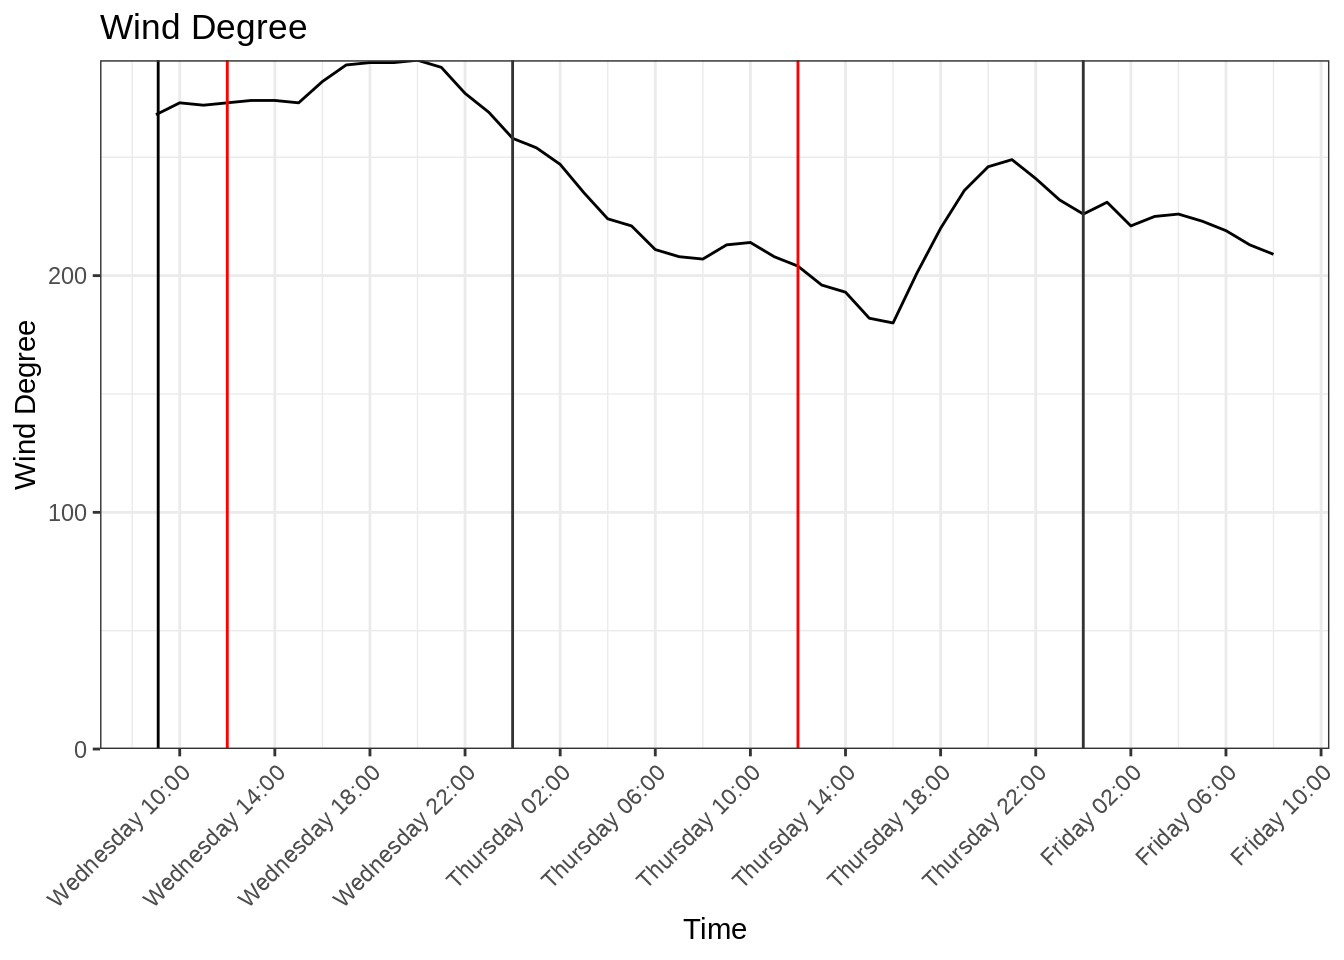 Wind Degree
Wind Degree
200
100
0
Wednesday 10:00
Wednesday 14:00
Wednesday 18:00
Wednesday 22:00
Thursday 02:00
Thursday 06:00
Thursday 10:00
Thursday 14:00
Thursday 18:00
Thursday 22:00
Friday 02:00
Friday 06:00
Friday 10:00
Time